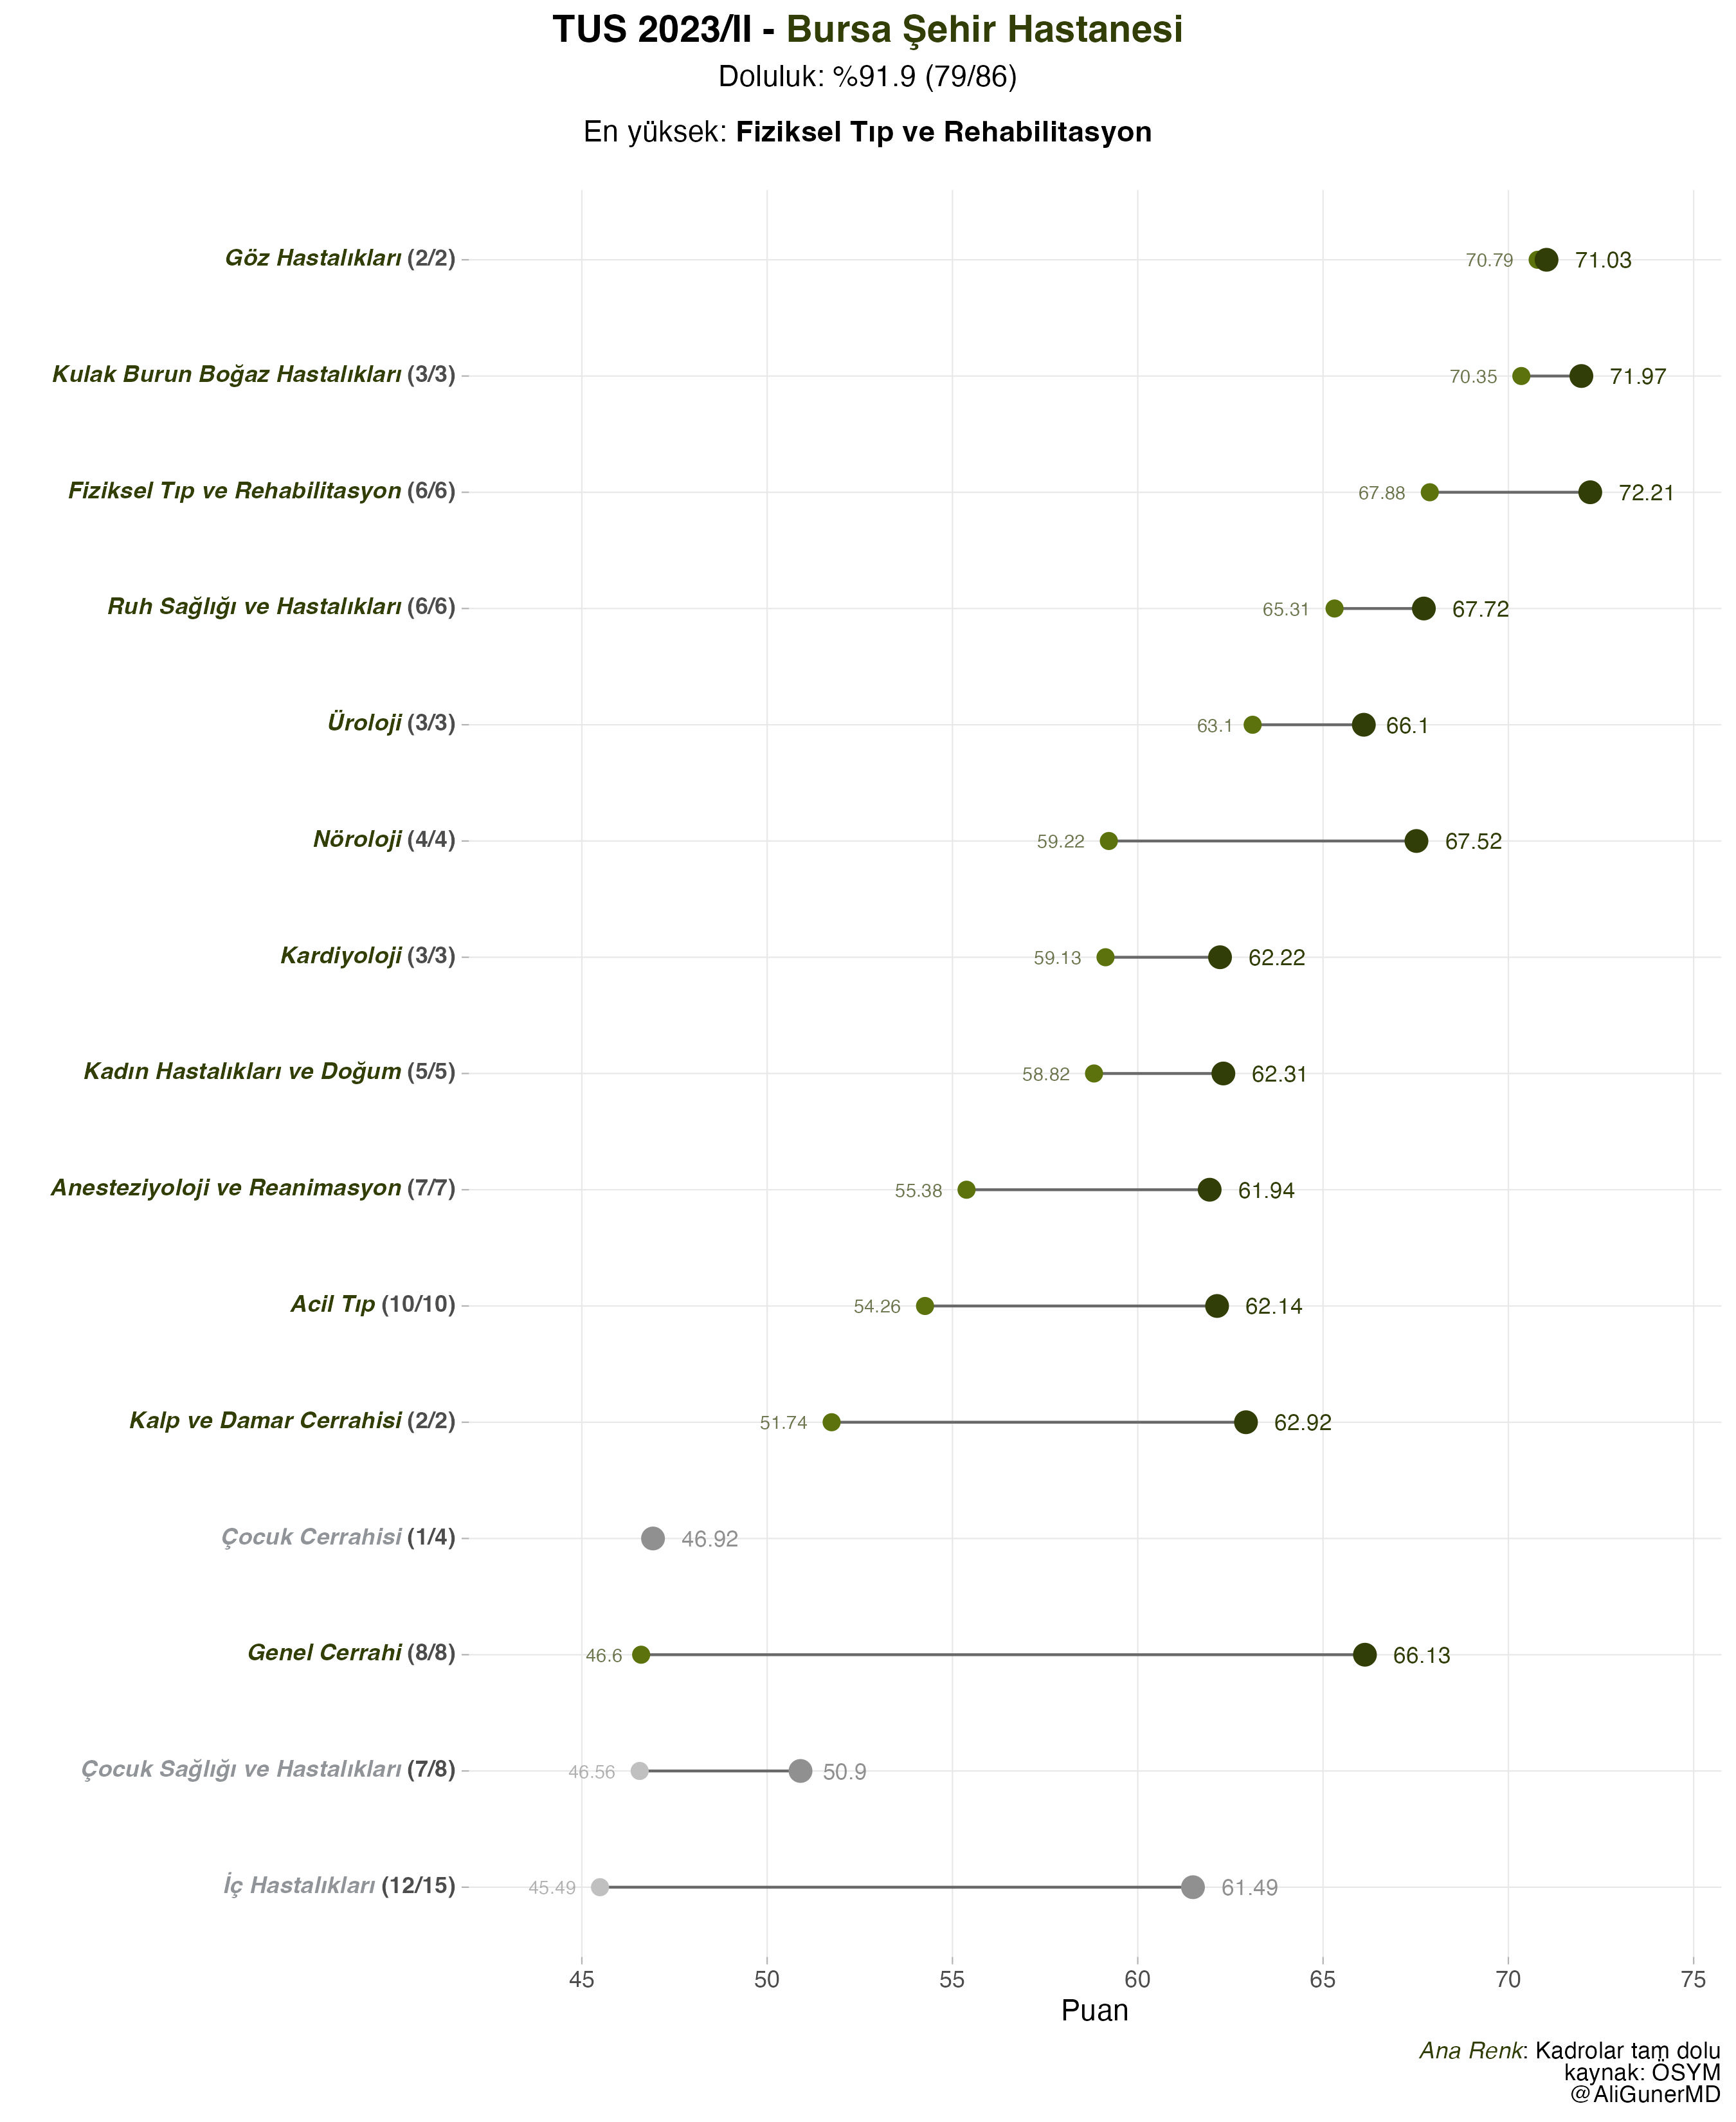 TUS 2023/II - Bursa Şehir Hastanesi
Doluluk: %91.9 (79/86)
En yüksek: Fiziksel Tıp ve Rehabilitasyon
Göz Hastalıkları (2/2) 70.79 71.03
Kulak Burun Boğaz Hastalıkları (3/3) 70.35 71.97
Fiziksel Tıp ve Rehabilitasyon (6/6) 67.88 72.21
Ruh Sağlığı ve Hastalıkları (6/6) 65.31 67.72
Üroloji (3/3) 63.1 66.1
Nöroloji (4/4) 59.22 67.52
Kardiyoloji (3/3) 59.13 62.22
Kadın Hastalıkları ve Doğum (5/5) 58.82 62.31
Anesteziyoloji ve Reanimasyon (7/7) 55.38 61.94
Acil Tıp (10/10) 54.26 62.14
Kalp ve Damar Cerrahisi (2/2) 51.74 62.92
Çocuk Cerrahisi (1/4) 46.92
Genel Cerrahi (8/8) 46.6 66.13
Çocuk Sağlığı ve Hastalıkları (7/8) 46.56 50.9
İç Hastalıkları (12/15) 45.49 61.49
45 50 55 60 65 70 75
Puan
Ana Renk: Kadrolar tam dolu
kaynak: ÖSYM
@AliGunerMD